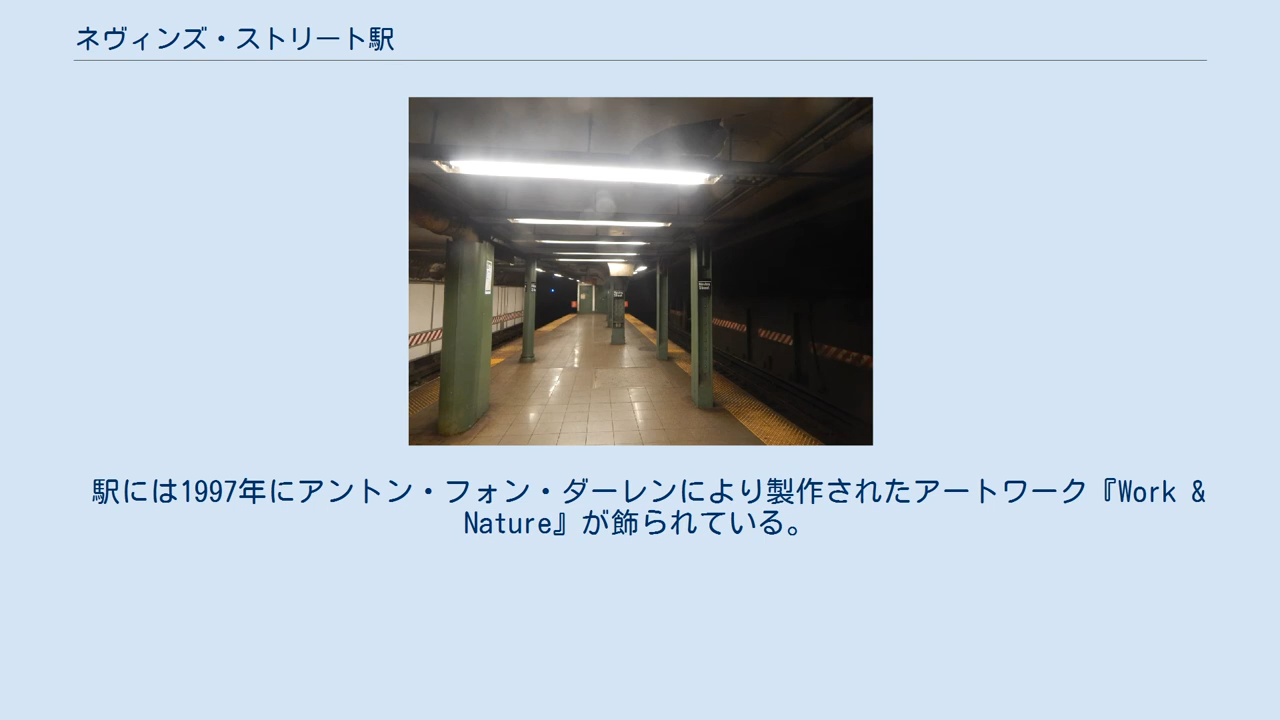 ネヴィンズ・ストリート駅
駅には1997年にアントン・フォン・ダーレンにより製作されたアートワーク『Work &
Nature』が飾られている。